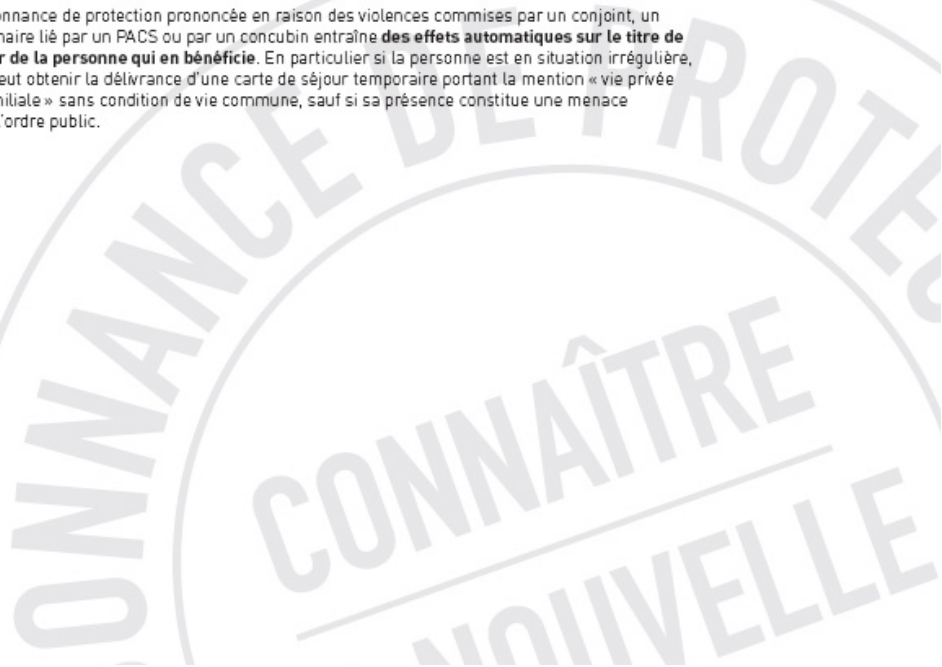 onnance de protection prononcée en raison des violences commises par un conjoint, un
naire lié par un PACS ou par un concubin entraîne des effets automatiques sur le titre de
r de la personne qui en bénéficie. En particulier si la personne est en situation irrégulière,
eut obtenir la délivrance d'une carte de séjour temporaire portant la mention « vie privée
miliale » sans condition de vie commune, sauf si sa présence constitue une menace
l'ordre public.
ONNANCE DE PROTEC
CONNAÎTRE
NOUVELLE